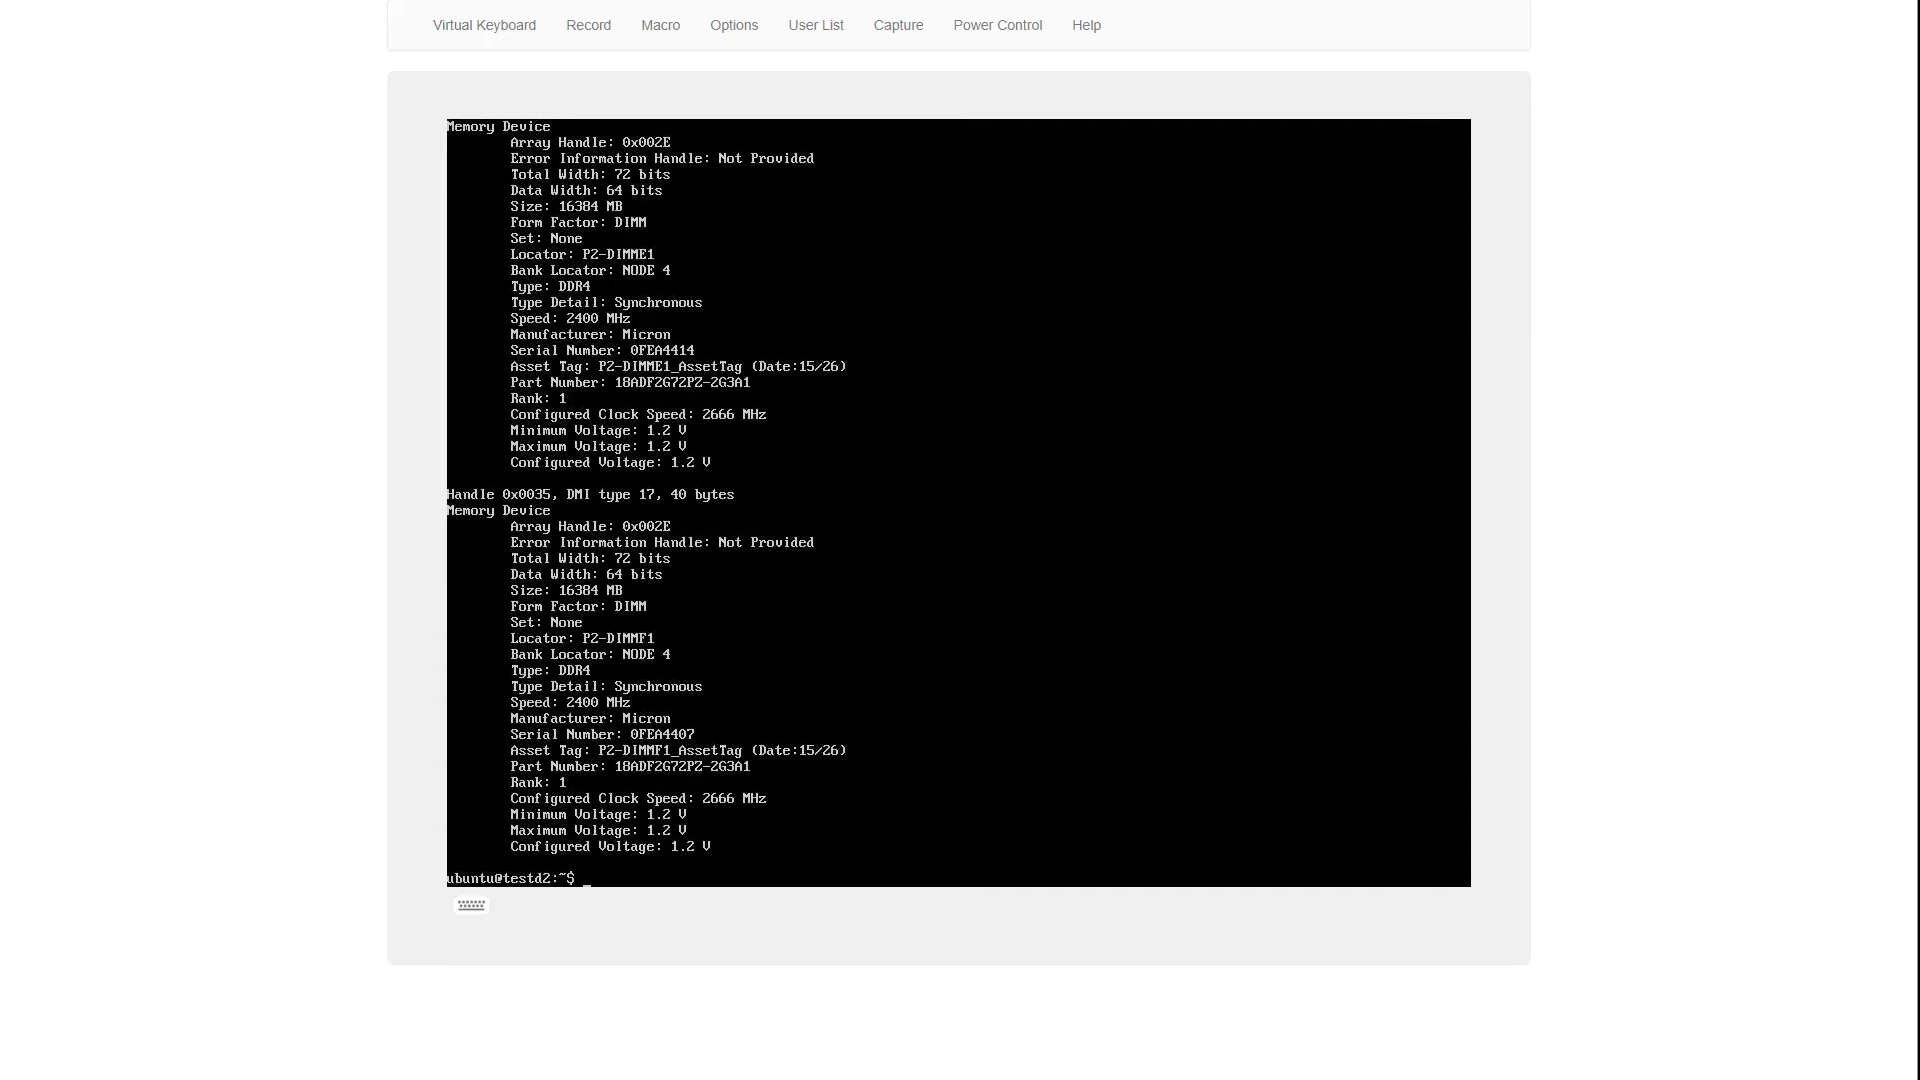 Virtual Keyboard Record Macro Options User List Capture Power Control Help
Memory Device
Array Handle: 0x002E
Error Information Handle: Not Provided
Total Width: 72 bits
Data Width: 64 bits
Size: 16384 MB
Form Factor: DIMM
Set: None
Locator: P2-DIMME1
Bank Locator: NODE 4
Type: DDR4
Type Detail: Synchronous
Speed: 2400 MHz
Manufacturer: Micron
Serial Number: 0FEA4414
Asset Tag: P2-DIMME1_AssetTag (Date:15/26)
Part Number: 18ADF2G72PZ-2G3A1
Rank: 1
Configured Clock Speed: 2666 MHz
Minimum Voltage: 1.2 V
Maximum Voltage: 1.2 V
Configured Voltage: 1.2 V
Handle 0x0035, DMI type 17, 40 bytes
Memory Device
Array Handle: 0x002E
Error Information Handle: Not Provided
Total Width: 72 bits
Data Width: 64 bits
Size: 16384 MB
Form Factor: DIMM
Set: None
Locator: P2-DIMMF1
Bank Locator: NODE 4
Type: DDR4
Type Detail: Synchronous
Speed: 2400 MHz
Manufacturer: Micron
Serial Number: 0FEA4407
Asset Tag: P2-DIMMF1_AssetTag (Date:15/26)
Part Number: 18ADF2G72PZ-2G3A1
Rank: 1
Configured Clock Speed: 2666 MHz
Minimum Voltage: 1.2 V
Maximum Voltage: 1.2 V
Configured Voltage: 1.2 V
ubuntu@testd2:~$ _